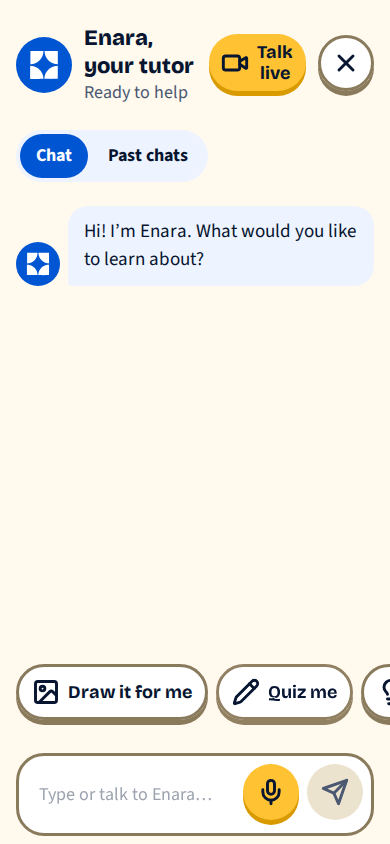 Enara,
your tutor
Ready to help
Talk
live
Chat
Past chats
Hi! I’m Enara. What would you like
to learn about?
Draw it for me
Quiz me
Type or talk to Enara…